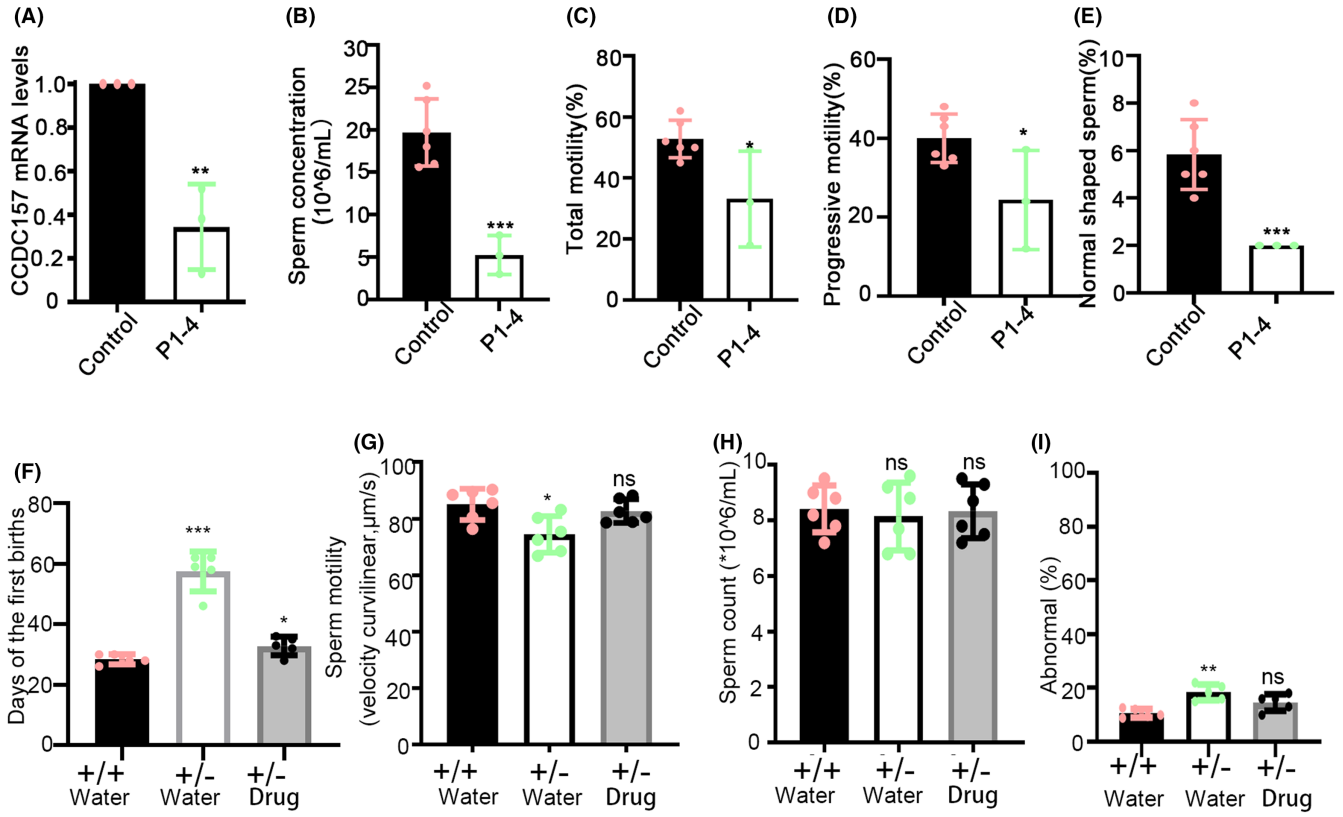 (A)
CCDC157 mRNA levels
1.0
0.8
0.6
0.4
0.2
0
**
Control
P1-4
(B)
Sperm concentration
(10^6/mL)
30
25
20
15
10
5
0
***
Control
P1-4
(C)
Total motility(%)
80
60
40
20
0
*
Control
P1-4
(D)
Progressive motility(%)
60
40
20
0
*
Control
P1-4
(E)
Normal shaped sperm(%)
10
8
6
4
2
0
***
Control
P1-4
(F)
Days of the first births
80
60
40
20
0
***
*
+/+
+/-
+/-
Water
Water
Drug
(G)
Sperm motility
(velocity curvilinear,μm/s)
100
80
60
40
20
0
*
ns
+/+
+/-
+/-
Water
Water
Drug
(H)
Sperm count (*10^6/mL)
10
8
6
4
2
0
ns
ns
+/+
+/-
+/-
Water
Water
Drug
(I)
Abnormal (%)
100
80
60
40
20
0
**
ns
+/+
+/-
+/-
Water
Water
Drug